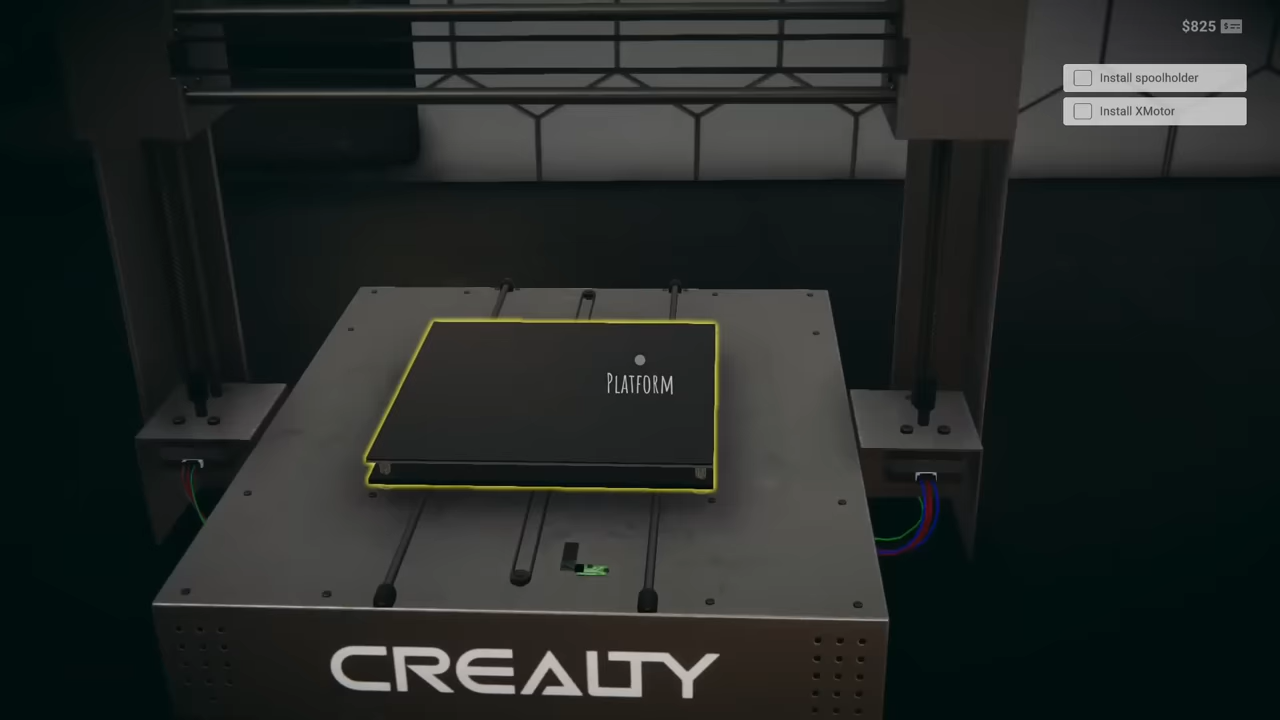 $825
Install spoolholder
Install XMotor
PLATFORM
CREALTY